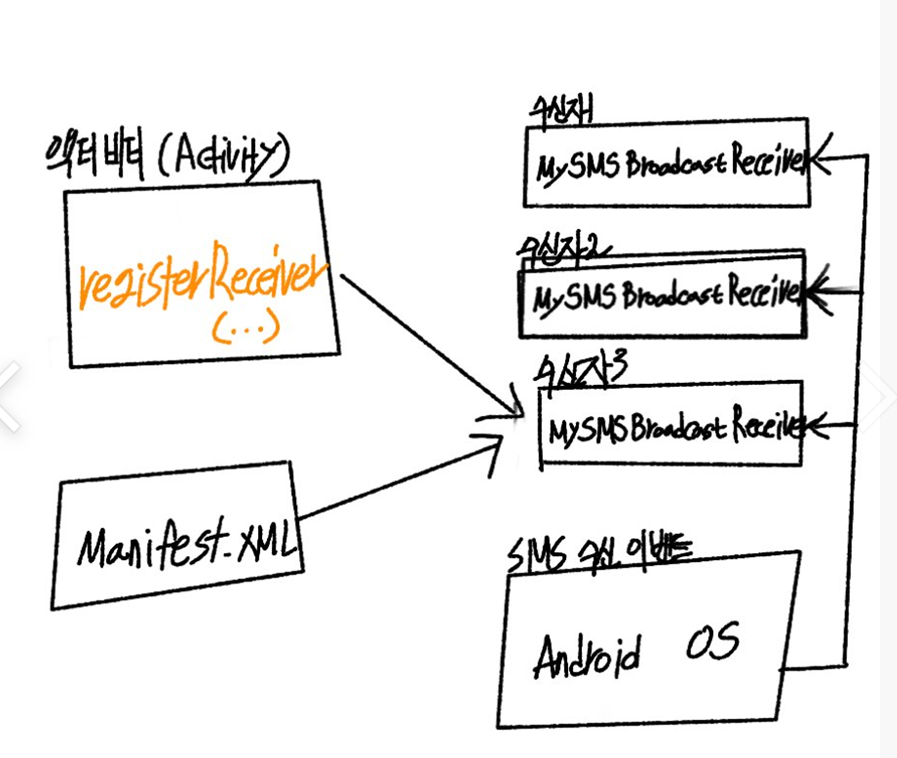 액티비티 (Activity)
registerReceiver
(...)
Manifest.XML
수신자1
MySMS Broadcast Receiver
수신자2
MySMS Broadcast Receiver
수신자3
MySMS Broadcast Receiver
SMS 수신 이벤트
Android OS